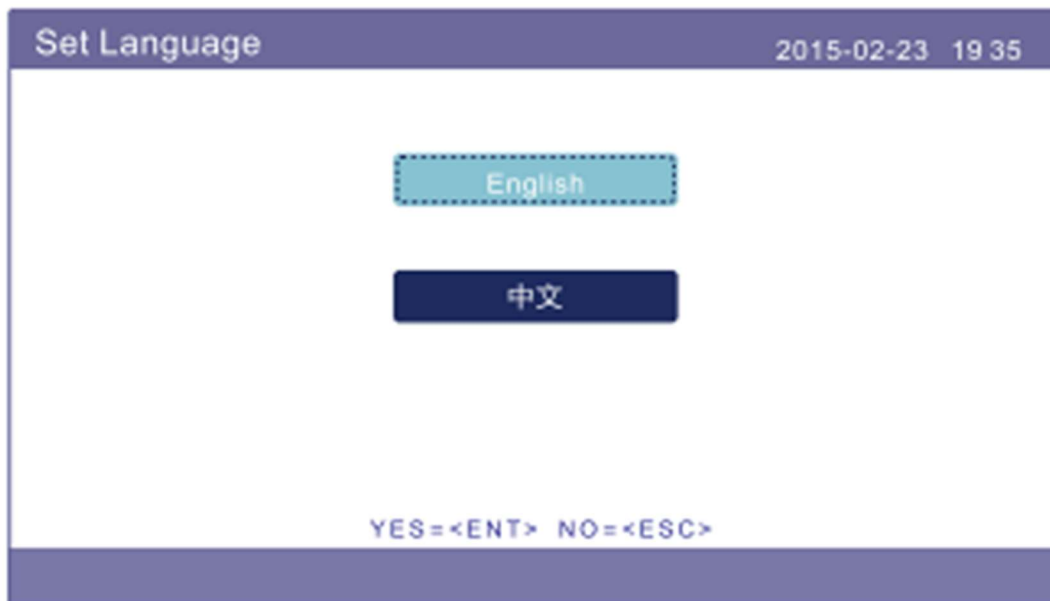 Set Language
2015-02-23 19 35
English
中文
YES=<ENT> NO=<ESC>